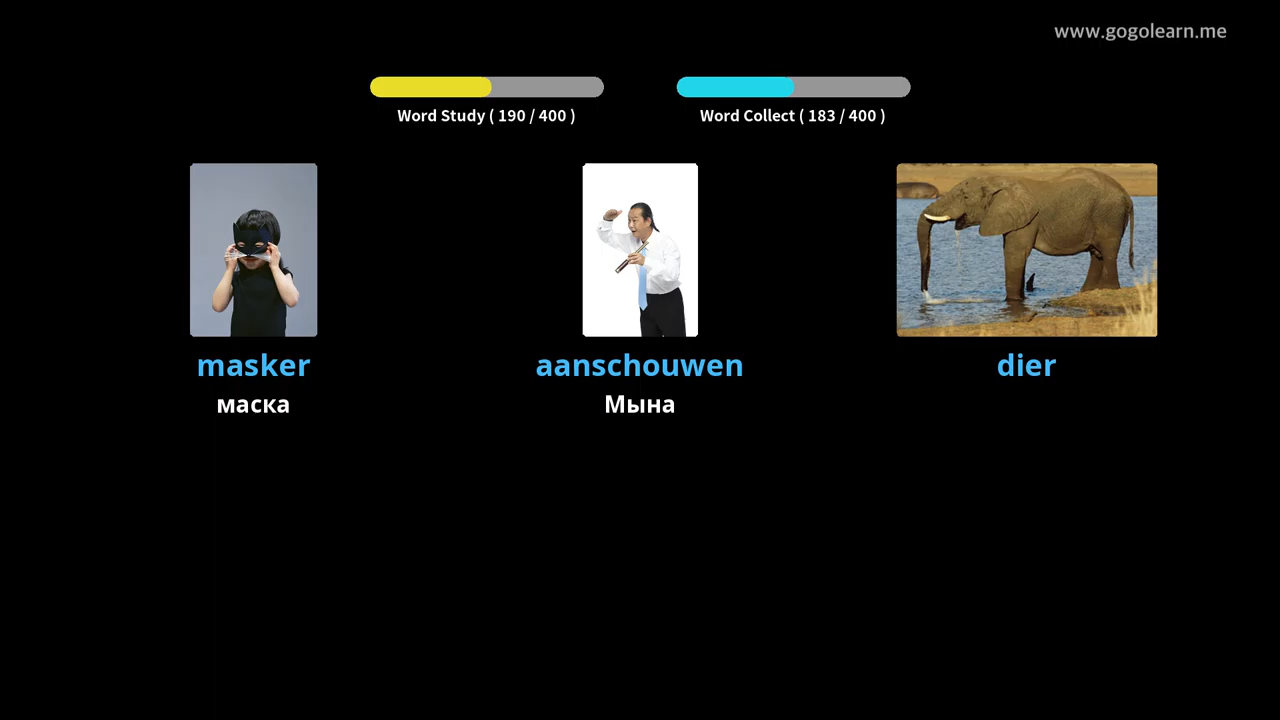 www.gogolearn.me
Word Study ( 190 / 400 )
Word Collect ( 183 / 400 )
masker
aanschouwen
dier
маска
Мына